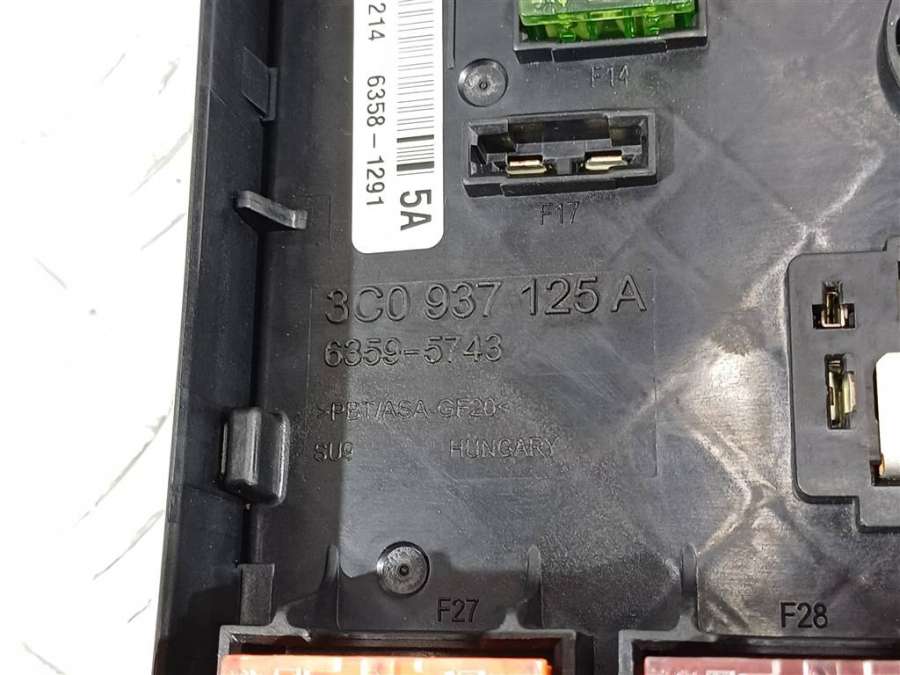 214 6358-1291
5A
F14
F17
3C0 937 125 A
6359-5743
>PBT/ASA-GF20<
HUNGARY
F27
F28